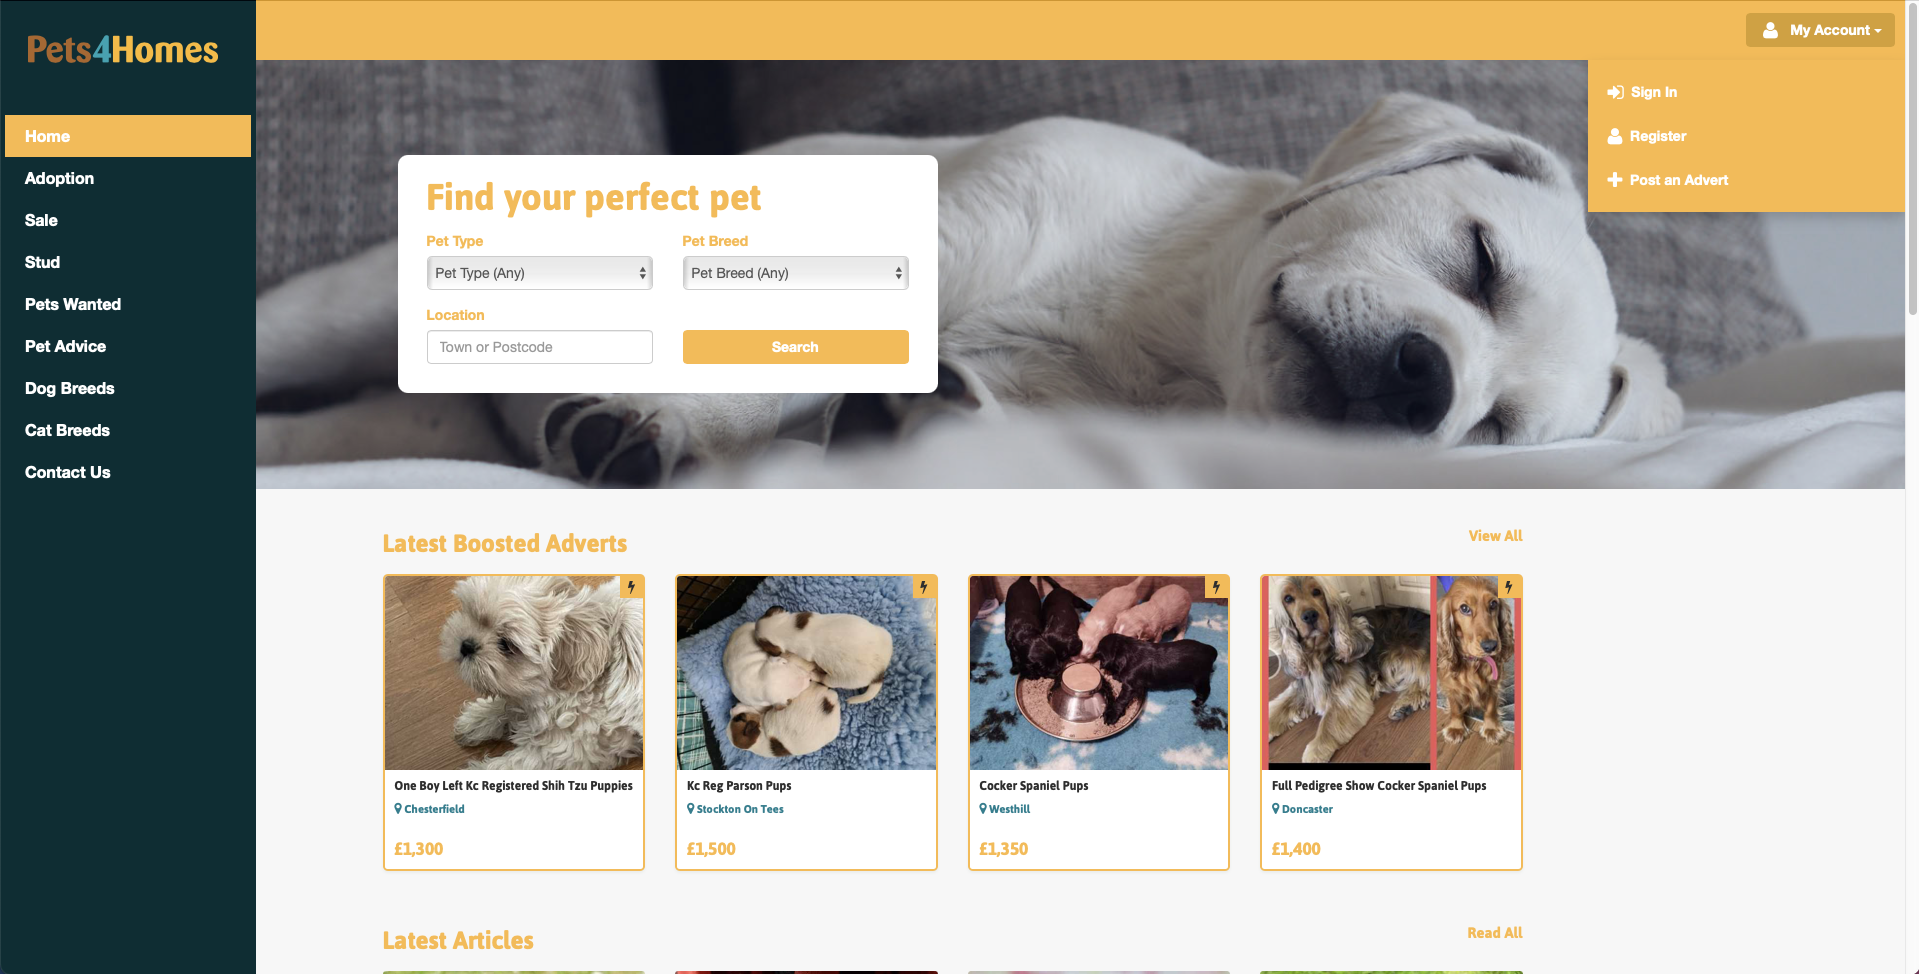 Pets4Homes
My Account
Home
Adoption
Sale
Stud
Pets Wanted
Pet Advice
Dog Breeds
Cat Breeds
Contact Us
Sign In
Register
Post an Advert
Find your perfect pet
Pet Type
Pet Breed
Pet Type (Any)
Pet Breed (Any)
Location
Town or Postcode
Search
Latest Boosted Adverts
View All
One Boy Left Kc Registered Shih Tzu Puppies
Chesterfield
£1,300
Kc Reg Parson Pups
Stockton On Tees
£1,500
Cocker Spaniel Pups
Westhill
£1,350
Full Pedigree Show Cocker Spaniel Pups
Doncaster
£1,400
Latest Articles
Read All